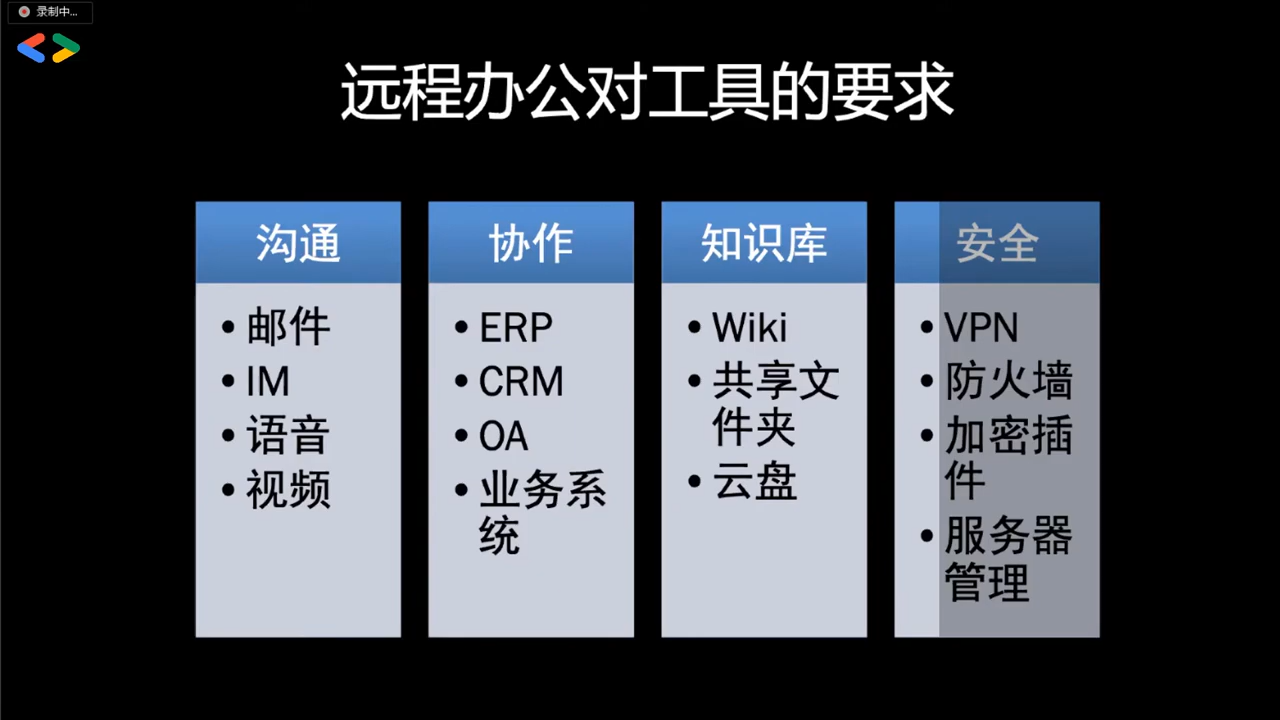 录制中...
远程办公对工具的要求
沟通
• 邮件
• IM
• 语音
• 视频
协作
• ERP
• CRM
• OA
• 业务系
统
知识库
• Wiki
• 共享文
件夹
• 云盘
安全
• VPN
• 防火墙
• 加密插
件
• 服务器
管理